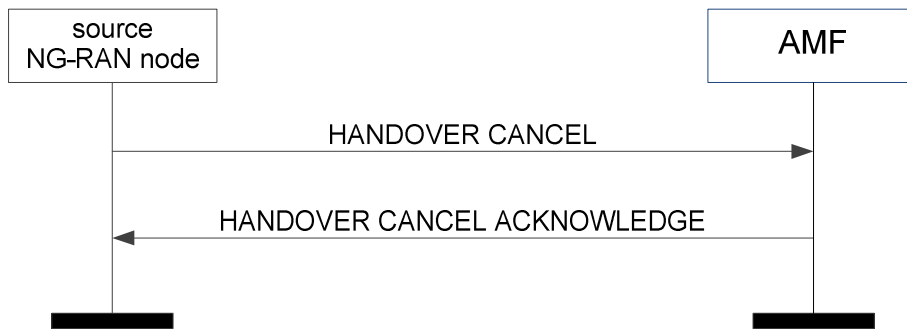 source
NG-RAN node
AMF
HANDOVER CANCEL
HANDOVER CANCEL ACKNOWLEDGE